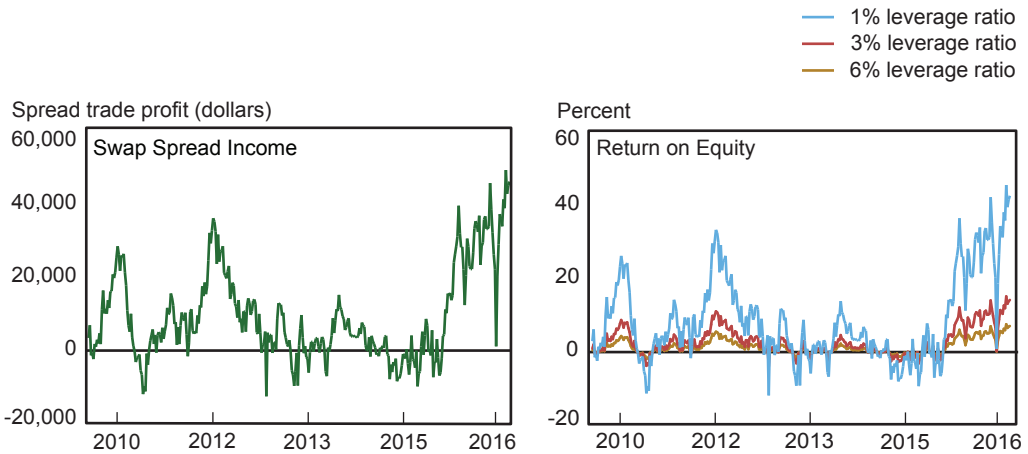 1% leverage ratio
3% leverage ratio
6% leverage ratio
Spread trade profit (dollars)
60,000
Swap Spread Income
40,000
20,000
0
-20,000
2010 2012 2013 2015 2016
Percent
60
Return on Equity
40
20
0
-20
2010 2012 2013 2015 2016